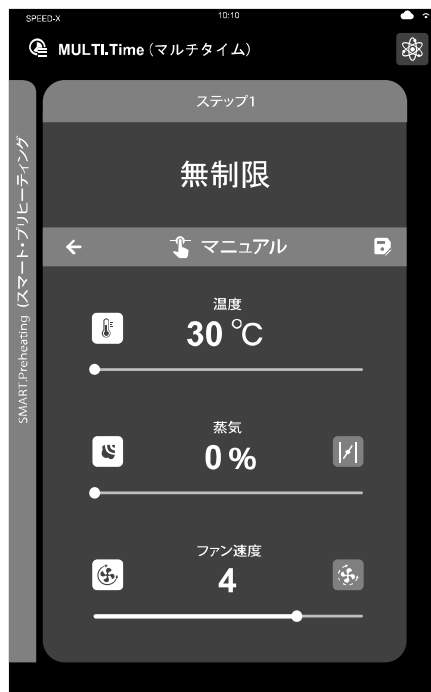 SPEED-X
10:10
MULTI.Time (マルチタイム)
SMART.Preheating (スマート・プリヒーティング
ステップ1
無制限
マニュアル
温度
30 ℃
蒸気
0 %
ファン速度
4